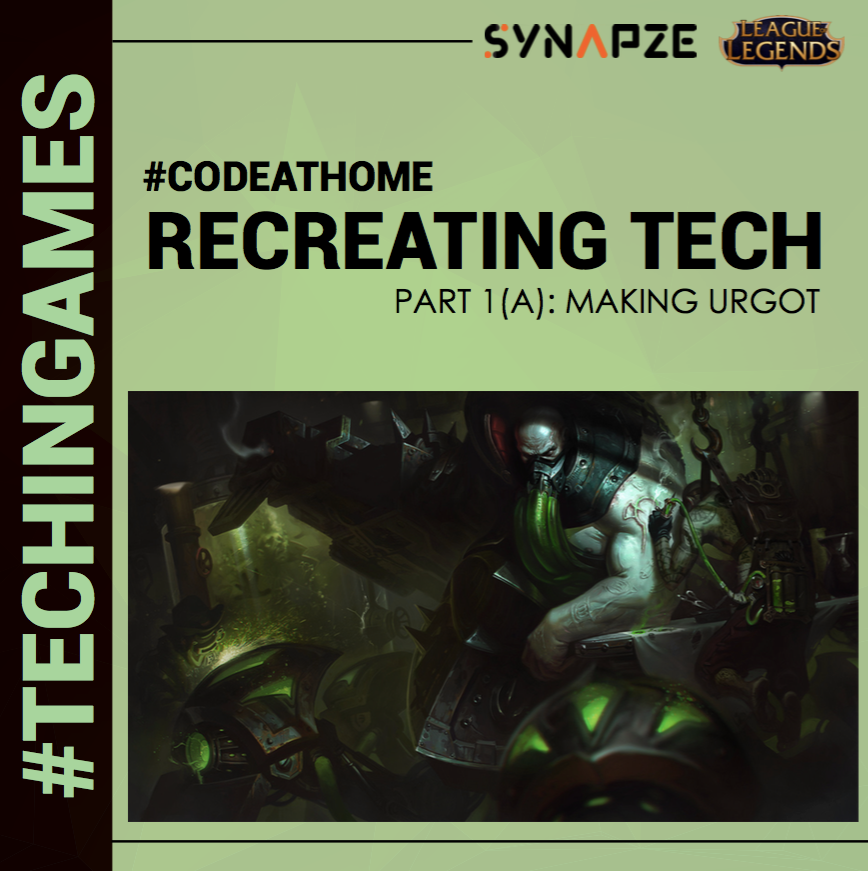 #TECHINGAMES
SYNAPZE
LEAGUE OF
LEGENDS
#CODEATHOME
RECREATING TECH
PART 1(A): MAKING URGOT